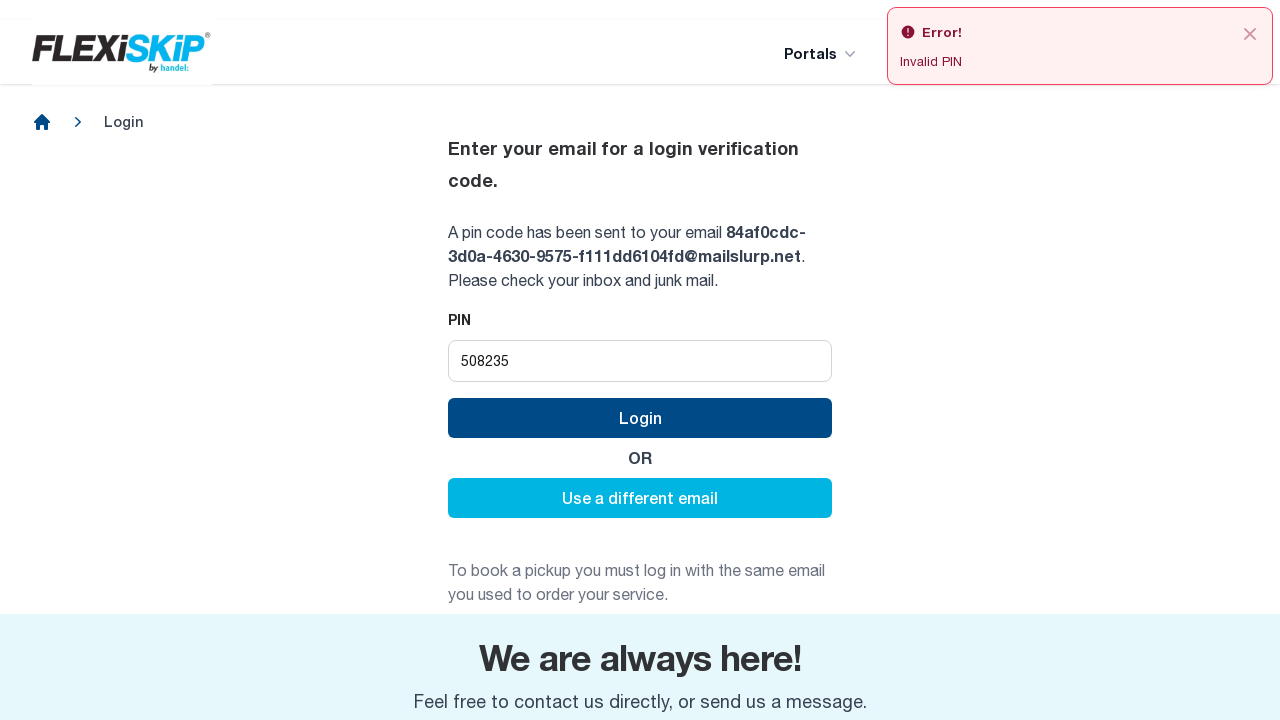 FLEXiSKiP®
by handel:
Portals
Error!
Invalid PIN
Login
Enter your email for a login verification
code.
A pin code has been sent to your email 84af0cdc-
3d0a-4630-9575-f111dd6104fd@mailslurp.net.
Please check your inbox and junk mail.
PIN
508235
Login
OR
Use a different email
To book a pickup you must log in with the same email
you used to order your service.
We are always here!
Feel free to contact us directly, or send us a message.